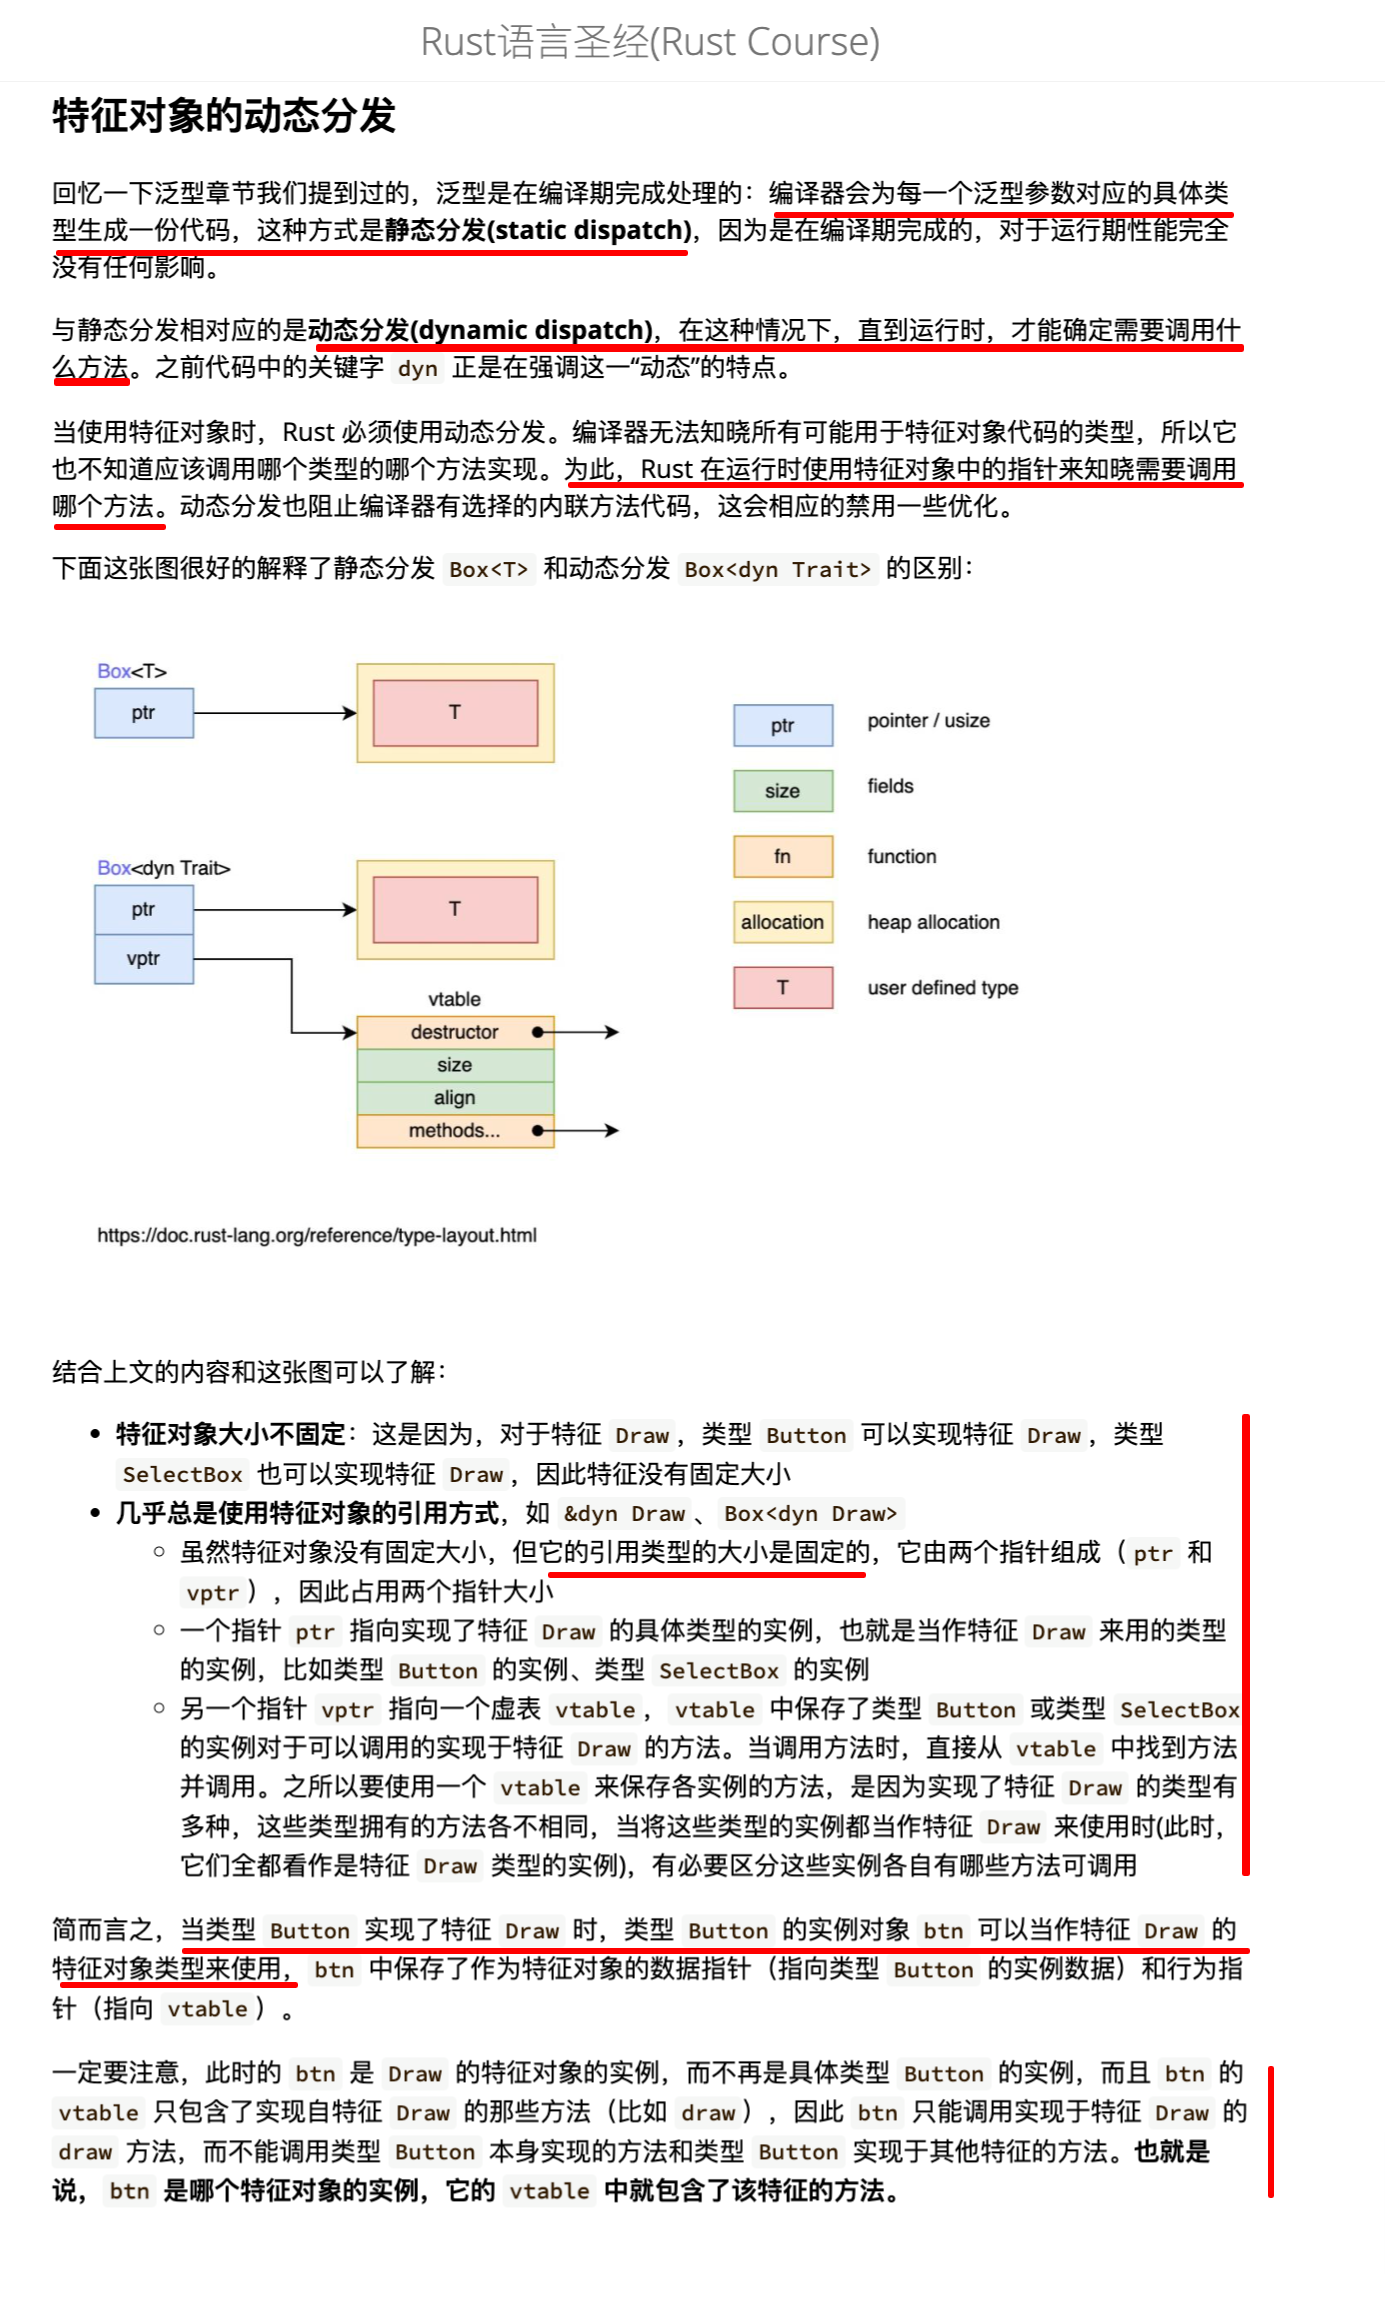 Rust语言圣经(Rust Course)
特征对象的动态分发
回忆一下泛型章节我们提到过的，泛型是在编译期完成处理的：编译器会为每一个泛型参数对应的具体类
型生成一份代码，这种方式是静态分发(static dispatch)，因为是在编译期完成的，对于运行期性能完全
没有任何影响。
与静态分发相对应的是动态分发(dynamic dispatch)，在这种情况下，直到运行时，才能确定需要调用什
么方法。之前代码中的关键字 dyn 正是在强调这一“动态”的特点。
当使用特征对象时，Rust 必须使用动态分发。编译器无法知晓所有可能用于特征对象代码的类型，所以它
也不知道应该调用哪个类型的哪个方法实现。为此，Rust 在运行时使用特征对象中的指针来知晓需要调用
哪个方法。动态分发也阻止编译器有选择的内联方法代码，这会相应的禁用一些优化。
下面这张图很好的解释了静态分发 Box<T> 和动态分发 Box<dyn Trait> 的区别：
Box<T>
ptr
T
Box<dyn Trait>
ptr
T
vptr
vtable
destructor
size
align
methods...
ptr pointer / usize
size fields
fn function
allocation heap allocation
T user defined type
https://doc.rust-lang.org/reference/type-layout.html
结合上文的内容和这张图可以了解：
• 特征对象大小不固定：这是因为，对于特征 Draw，类型 Button 可以实现特征 Draw，类型
SelectBox 也可以实现特征 Draw，因此特征没有固定大小
• 几乎总是使用特征对象的引用方式，如 &dyn Draw、Box<dyn Draw>
○ 虽然特征对象没有固定大小，但它的引用类型的大小是固定的，它由两个指针组成（ptr 和
vptr），因此占用两个指针大小
○ 一个指针 ptr 指向实现了特征 Draw 的具体类型的实例，也就是当作特征 Draw 来用的类型
的实例，比如类型 Button 的实例、类型 SelectBox 的实例
○ 另一个指针 vptr 指向一个虚表 vtable，vtable 中保存了类型 Button 或类型 SelectBox
的实例对于可以调用的实现于特征 Draw 的方法。当调用方法时，直接从 vtable 中找到方法
并调用。之所以要使用一个 vtable 来保存各实例的方法，是因为实现了特征 Draw 的类型有
多种，这些类型拥有的方法各不相同，当将这些类型的实例都当作特征 Draw 来使用时(此时，
它们全都看作是特征 Draw 类型的实例)，有必要区分这些实例各自有哪些方法可调用
简而言之，当类型 Button 实现了特征 Draw 时，类型 Button 的实例对象 btn 可以当作特征 Draw 的
特征对象类型来使用，btn 中保存了作为特征对象的数据指针（指向类型 Button 的实例数据）和行为指
针（指向 vtable）。
一定要注意，此时的 btn 是 Draw 的特征对象的实例，而不再是具体类型 Button 的实例，而且 btn 的
vtable 只包含了实现自特征 Draw 的那些方法（比如 draw），因此 btn 只能调用实现于特征 Draw 的
draw 方法，而不能调用类型 Button 本身实现的方法和类型 Button 实现于其他特征的方法。也就是
说，btn 是哪个特征对象的实例，它的 vtable 中就包含了该特征的方法。